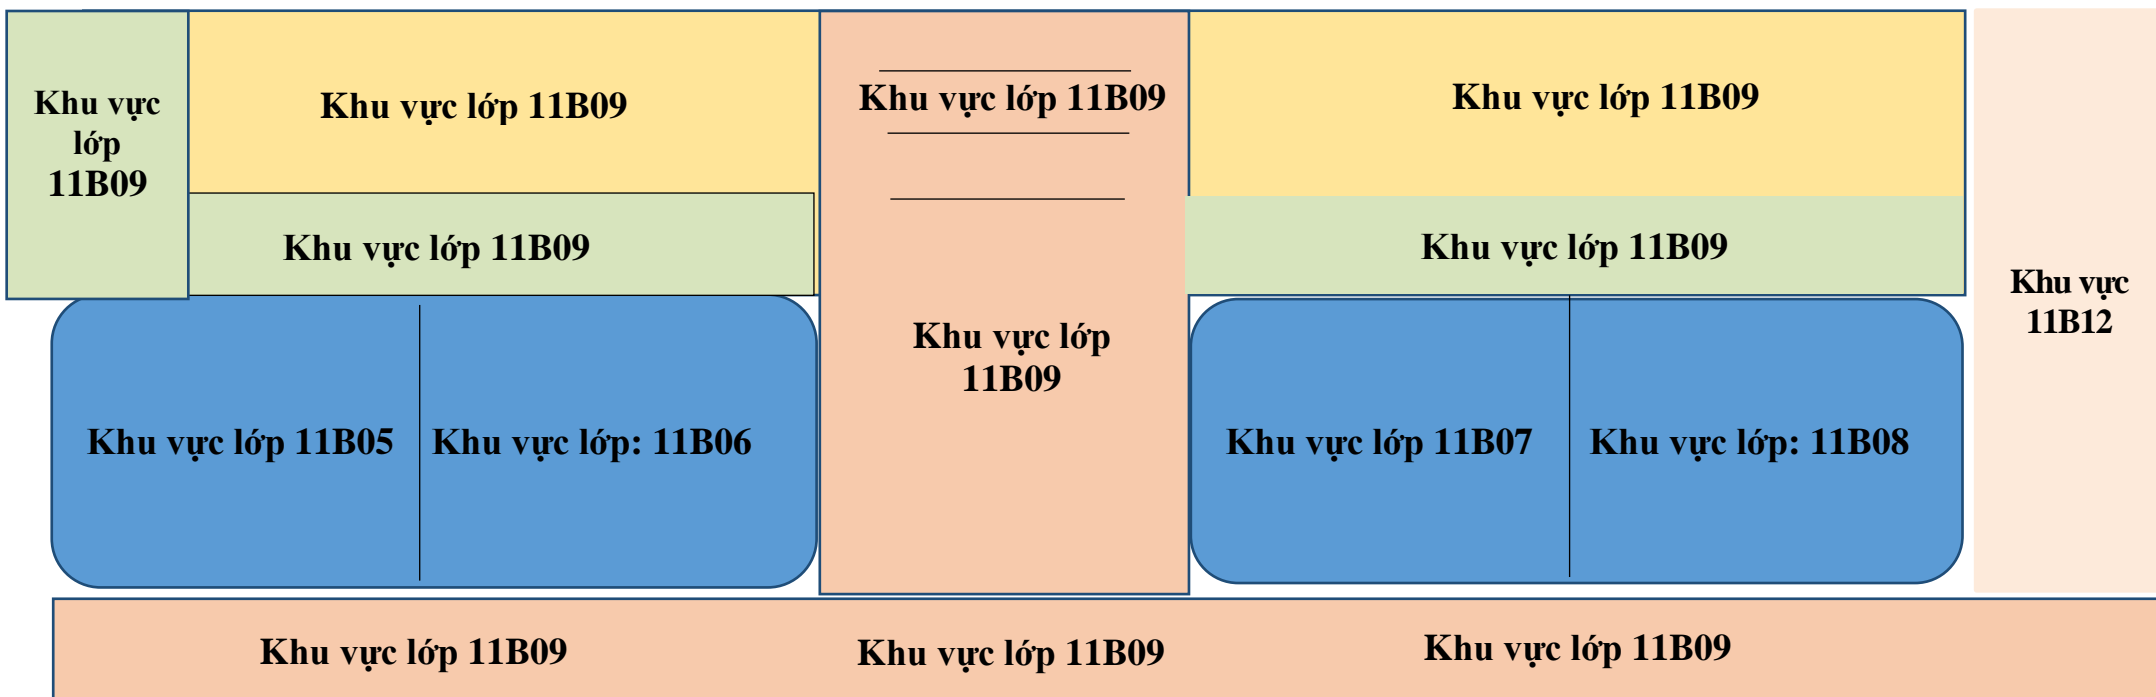 Khu vực
lớp
11B09
Khu vực lớp 11B09
Khu vực lớp 11B09
Khu vực lớp 11B09
Khu vực lớp 11B09
Khu vực lớp 11B09
Khu vực lớp
11B09
Khu vực
11B12
Khu vực lớp 11B05
Khu vực lớp: 11B06
Khu vực lớp 11B07
Khu vực lớp: 11B08
Khu vực lớp 11B09
Khu vực lớp 11B09
Khu vực lớp 11B09